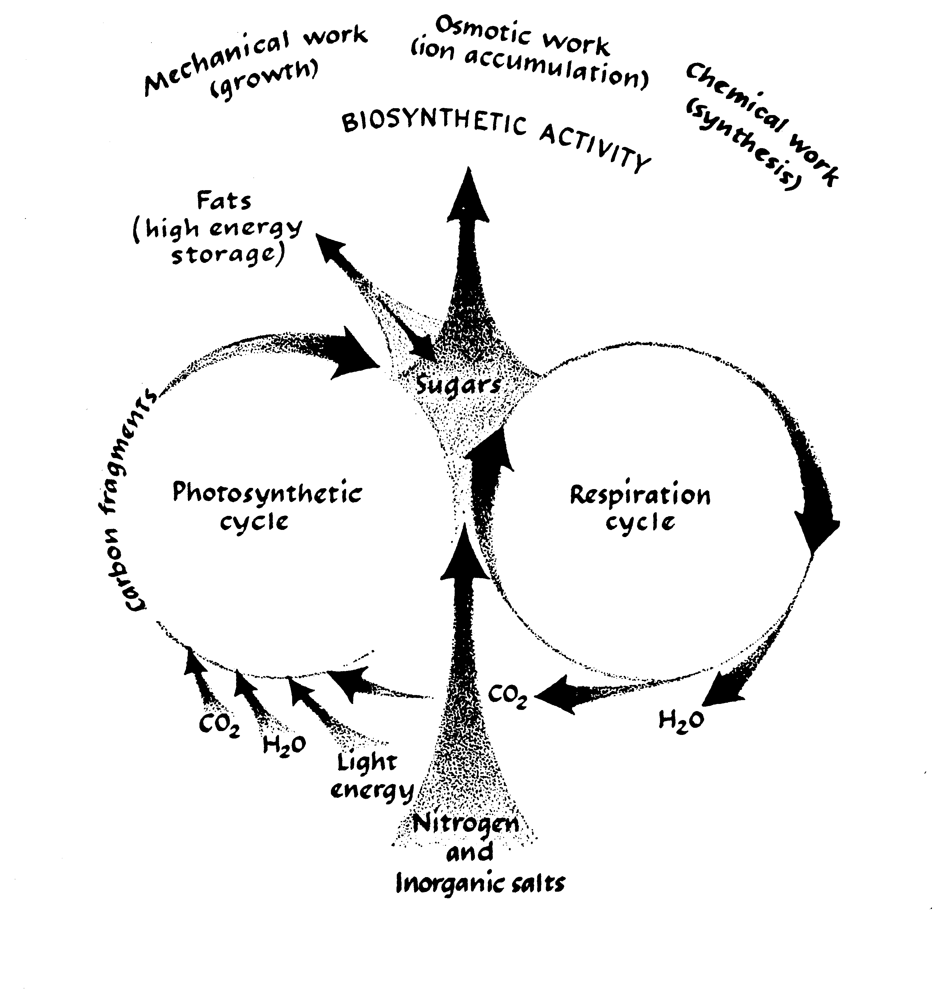 Mechanical work
(growth)
Osmotic work
(ion accumulation)
Chemical work
(synthesis)
BIOSYNTHETIC ACTIVITY
Fats
(high energy
storage)
Sugars
Carbon fragments
Photosynthetic
cycle
Respiration
cycle
CO₂
H₂O
Light
energy
CO₂
H₂O
Nitrogen
and
Inorganic salts